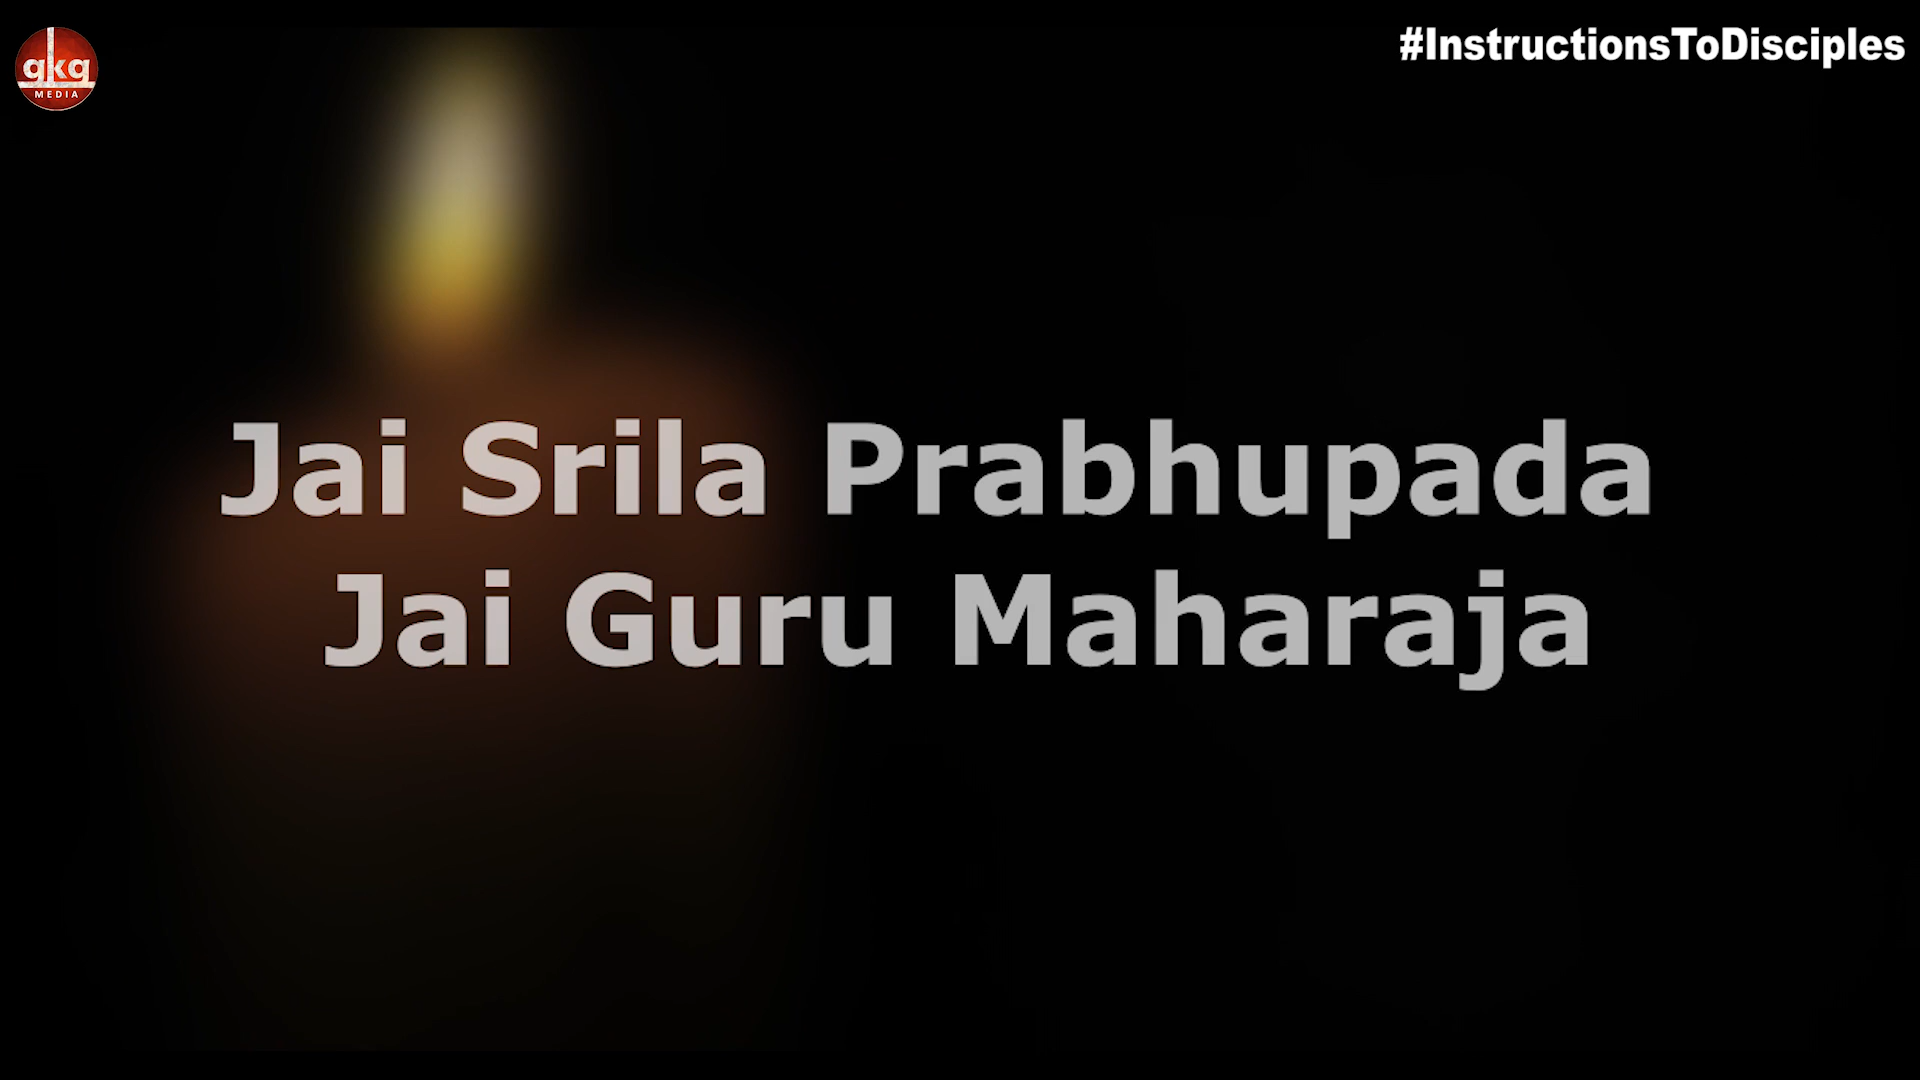 gkg
MEDIA
#InstructionsToDisciples
Jai Srila Prabhupada
Jai Guru Maharaja